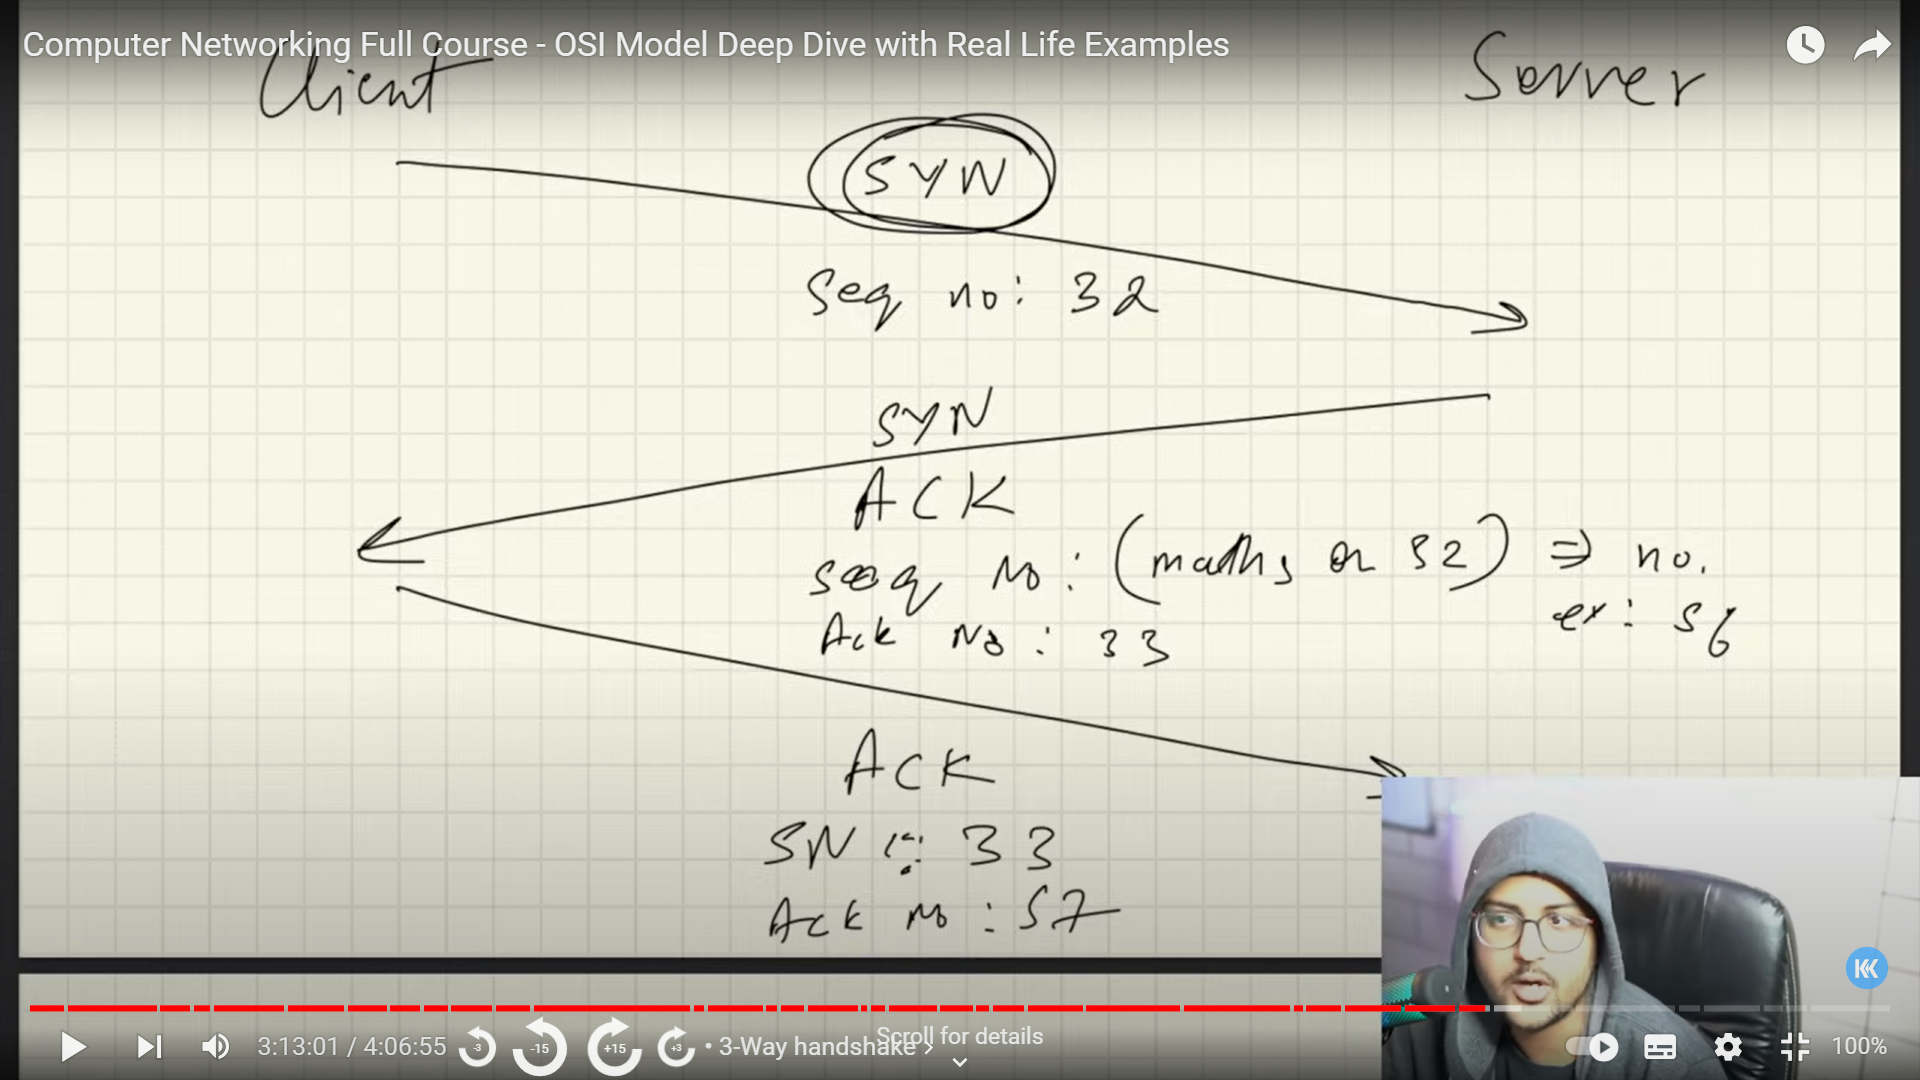 Computer Networking Full Course - OSI Model Deep Dive with Real Life Examples
Client
Server
SYN
Seq no: 32
SYN
ACK
seq No: (maths on 32) ⇒ no.
ex: 56
Ack No: 33
ACK
SN : 33
Ack No: 57
3:13:01 / 4:06:55
-3
-15
+15
+3
• 3-Way handshake ›
Scroll for details
100%